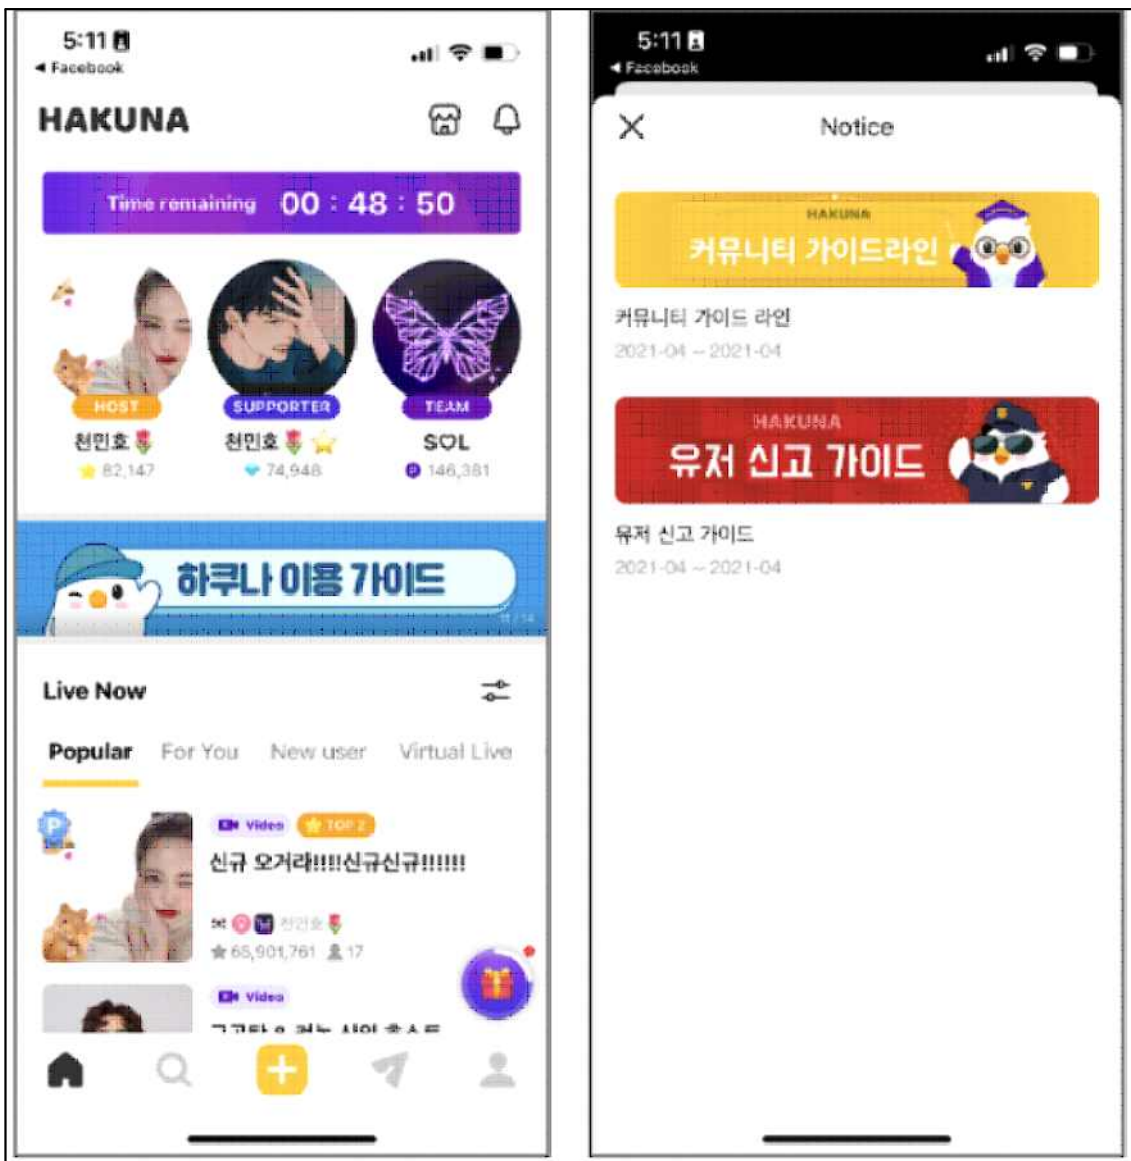 5:11
◀ Facebook
HAKUNA
Time remaining 00 : 48 : 50
HOST
SUPPORTER
TEAM
천민호🌷
천민호🌷⭐
S♡L
82,147
74,948
P 146,381
하쿠나 이용 가이드
11 / 14
Live Now
Popular For You New user Virtual Live
P
Video TOP 2
신규 오거라!!!!신규신규!!!!!!
천민호🌷
65,901,761 17
Video
5:11
◀ Facebook
Notice
HAKUNA
커뮤니티 가이드라인
커뮤니티 가이드 라인
2021-04 ~ 2021-04
HAKUNA
유저 신고 가이드
유저 신고 가이드
2021-04 ~ 2021-04